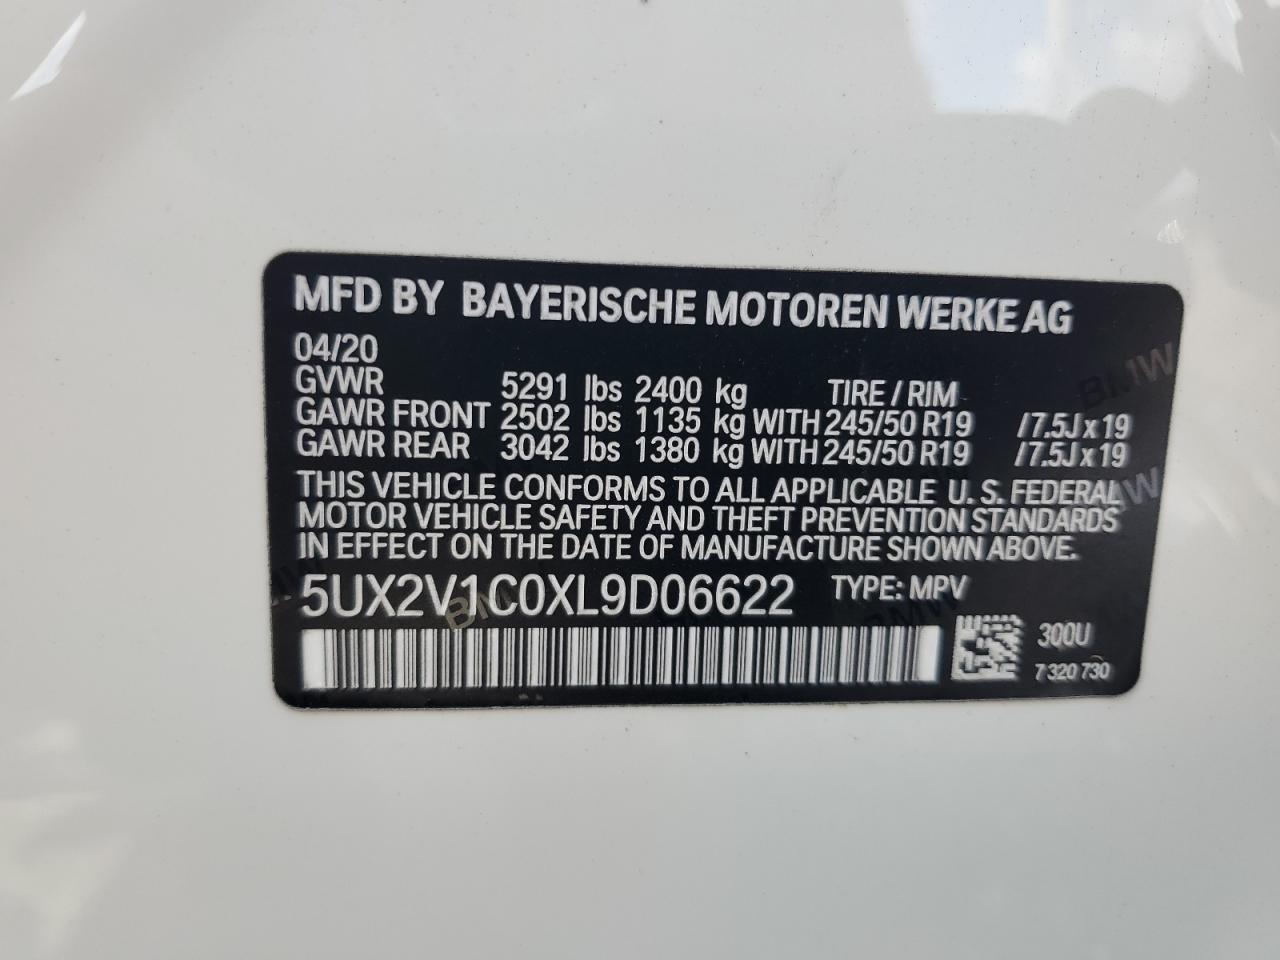 MFD BY BAYERISCHE MOTOREN WERKE AG
04/20
GVWR 5291 lbs 2400 kg TIRE / RIM
GAWR FRONT 2502 lbs 1135 kg WITH 245/50 R19 /7.5J x 19
GAWR REAR 3042 lbs 1380 kg WITH 245/50 R19 /7.5J x 19
THIS VEHICLE CONFORMS TO ALL APPLICABLE U. S. FEDERAL
MOTOR VEHICLE SAFETY AND THEFT PREVENTION STANDARDS
IN EFFECT ON THE DATE OF MANUFACTURE SHOWN ABOVE.
5UX2V1C0XL9D06622 TYPE: MPV
300U
7 320 730